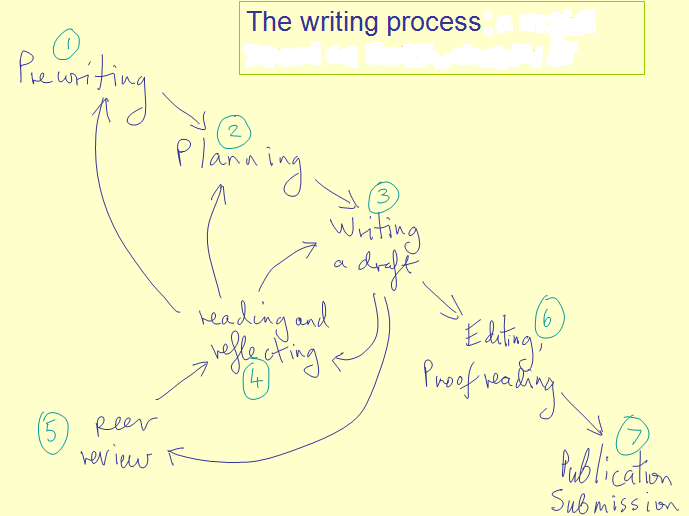 The writing process:
1
Prewriting
2
Planning
3
Writing
a draft
reading and
reflecting
4
5
peer
review
6
Editing,
Proofreading
7
Publication
Submission